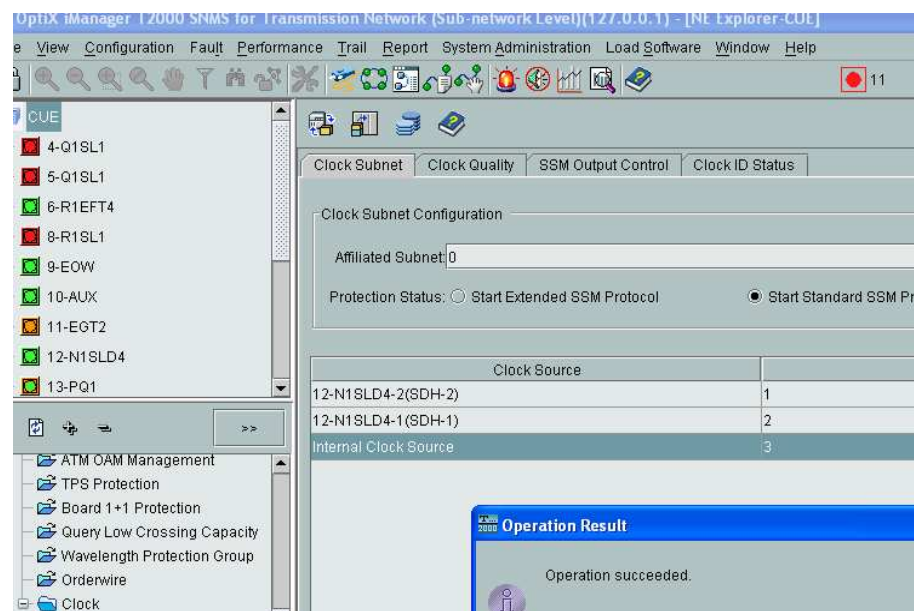 OptiX iManager T2000 SNMS for Transmission Network (Sub-network Level)(127.0.0.1) - [NE Explorer-CUE]
e View Configuration Fault Performance Trail Report System Administration Load Software Window Help
11
CUE
4-Q1SL1
5-Q1SL1
6-R1EFT4
8-R1SL1
9-EOW
10-AUX
11-EGT2
12-N1SLD4
13-PQ1
>>
ATM OAM Management
TPS Protection
Board 1+1 Protection
Query Low Crossing Capacity
Wavelength Protection Group
Orderwire
Clock
Clock Subnet Clock Quality SSM Output Control Clock ID Status
Clock Subnet Configuration
Affiliated Subnet: 0
Protection Status: Start Extended SSM Protocol Start Standard SSM Pr
Clock Source
12-N1SLD4-2(SDH-2) 1
12-N1SLD4-1(SDH-1) 2
Internal Clock Source 3
T2000 Operation Result
Operation succeeded.